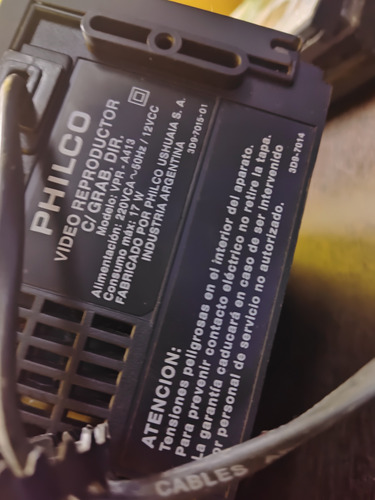 PHILCO
VIDEO REPRODUCTOR
C/ GRAB. DIR.
Modelo: VPR - A413
Alimentación: 220VCA ~ 50Hz / 12VCC
Consumo máx: 17 W
FABRICADO POR PHILCO USHUAIA S. A.
INDUSTRIA ARGENTINA
3D9-7015-01
3D9-7014
ATENCION:
Tensiones peligrosas en el interior del aparato.
Para prevenir contacto eléctrico no retire la tapa.
La garantía caducará en caso de ser intervenido
por personal de servicio no autorizado.
CABLES